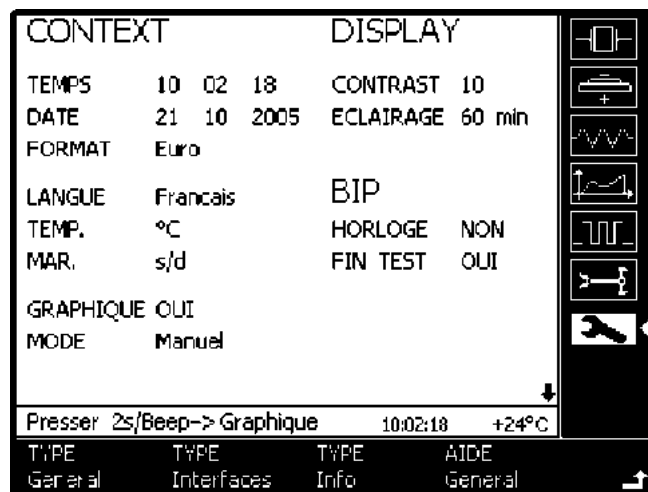 CONTEXT DISPLAY
TEMPS 10 02 18 CONTRAST 10
DATE 21 10 2005 ECLAIRAGE 60 min
FORMAT Euro
LANGUE Francais BIP
TEMP. °C HORLOGE NON
MAR. s/d FIN TEST OUI
GRAPHIQUE OUI
MODE Manuel
Presser 2s/Beep-> Graphique 10:02:18 +24°C
TYPE TYPE TYPE AIDE
General Interfaces Info General